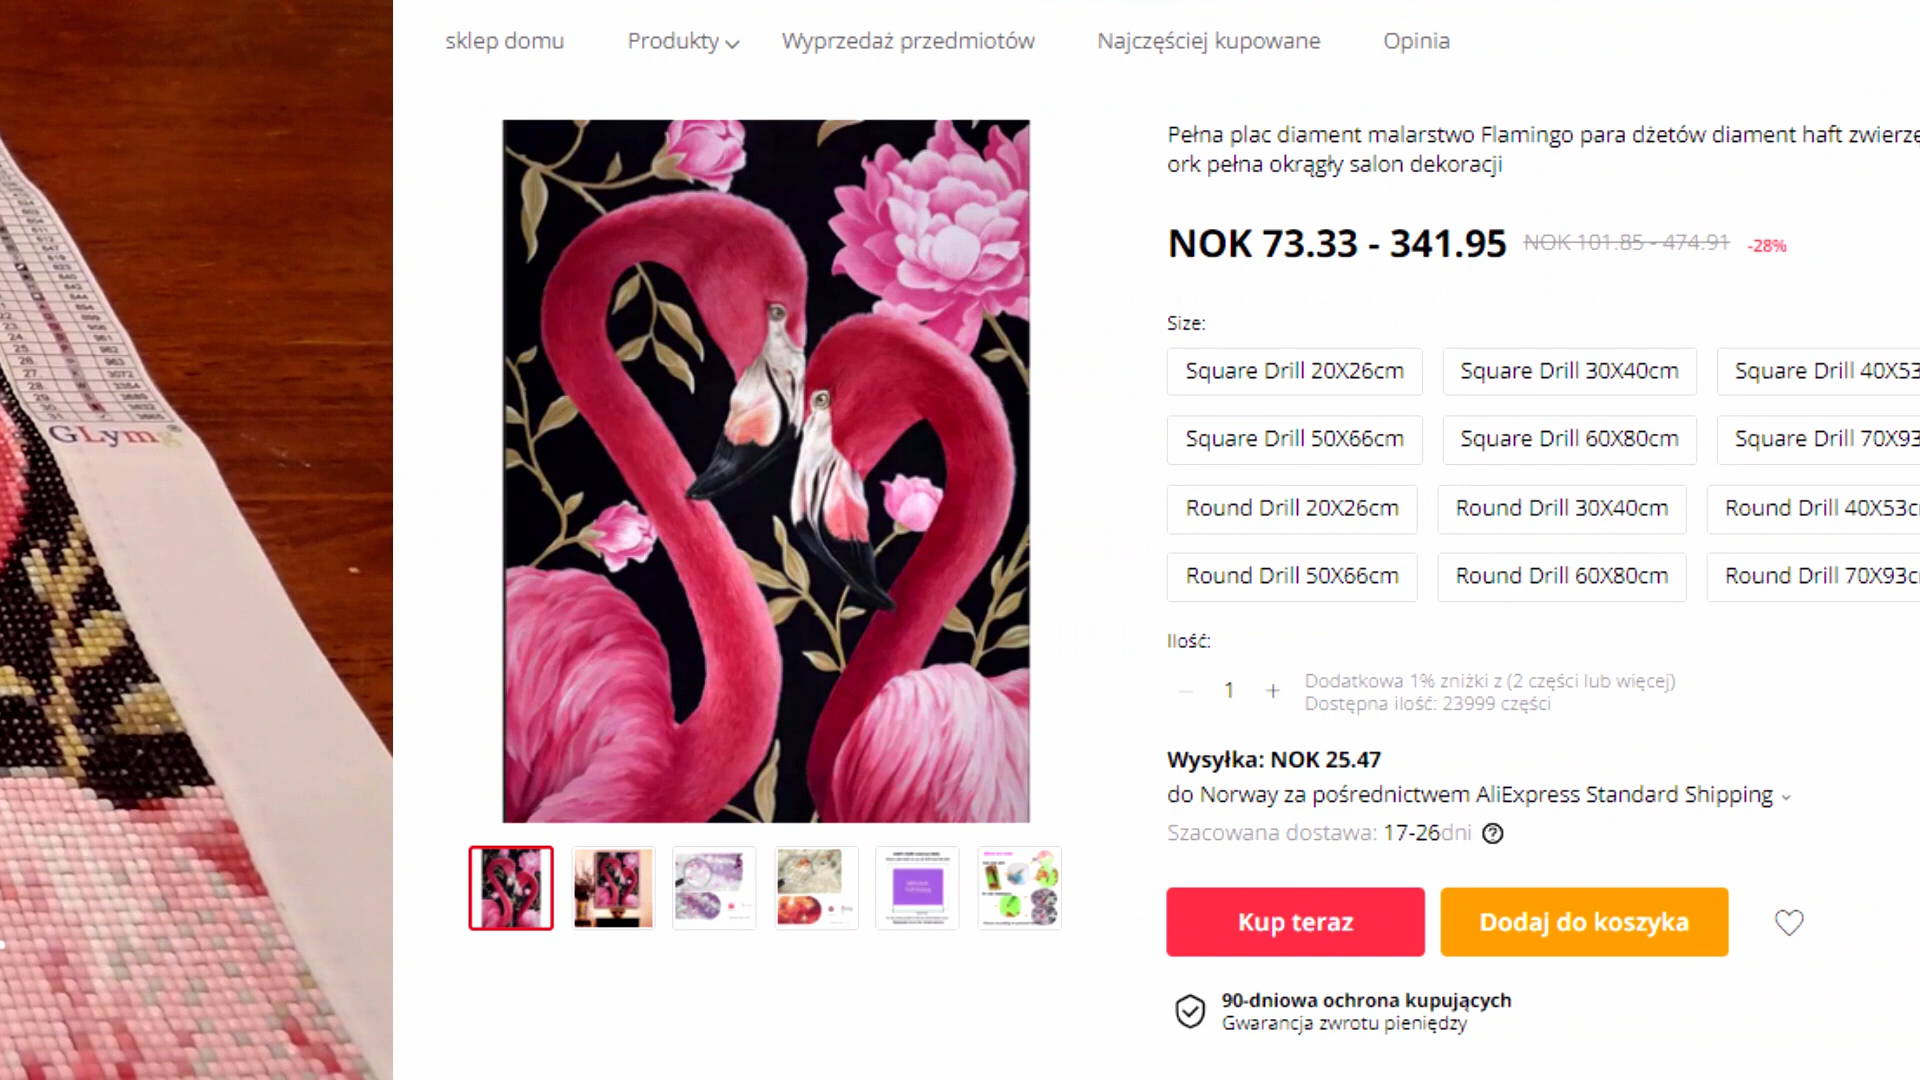 sklep domu
Produkty
Wyprzedaż przedmiotów
Najczęściej kupowane
Opinia
Pełna plac diament malarstwo Flamingo para dżetów diament haft
ork pełna okrągły salon dekoracji
NOK 73.33 - 341.95 NOK 101.85 - 474.91 -28%
Size:
Square Drill 20X26cm
Square Drill 30X40cm
Square Drill 40X53
Square Drill 50X66cm
Square Drill 60X80cm
Square Drill 70X93
Round Drill 20X26cm
Round Drill 30X40cm
Round Drill 40X53c
Round Drill 50X66cm
Round Drill 60X80cm
Round Drill 70X93c
Ilość:
1
Dodatkowa 1% zniżki z (2 części lub więcej)
Dostępna ilość: 23999 części
Wysyłka: NOK 25.47
do Norway za pośrednictwem AliExpress Standard Shipping
Szacowana dostawa: 17-26dni
Kup teraz
Dodaj do koszyka
90-dniowa ochrona kupujących
Gwarancja zwrotu pieniędzy
GLymg